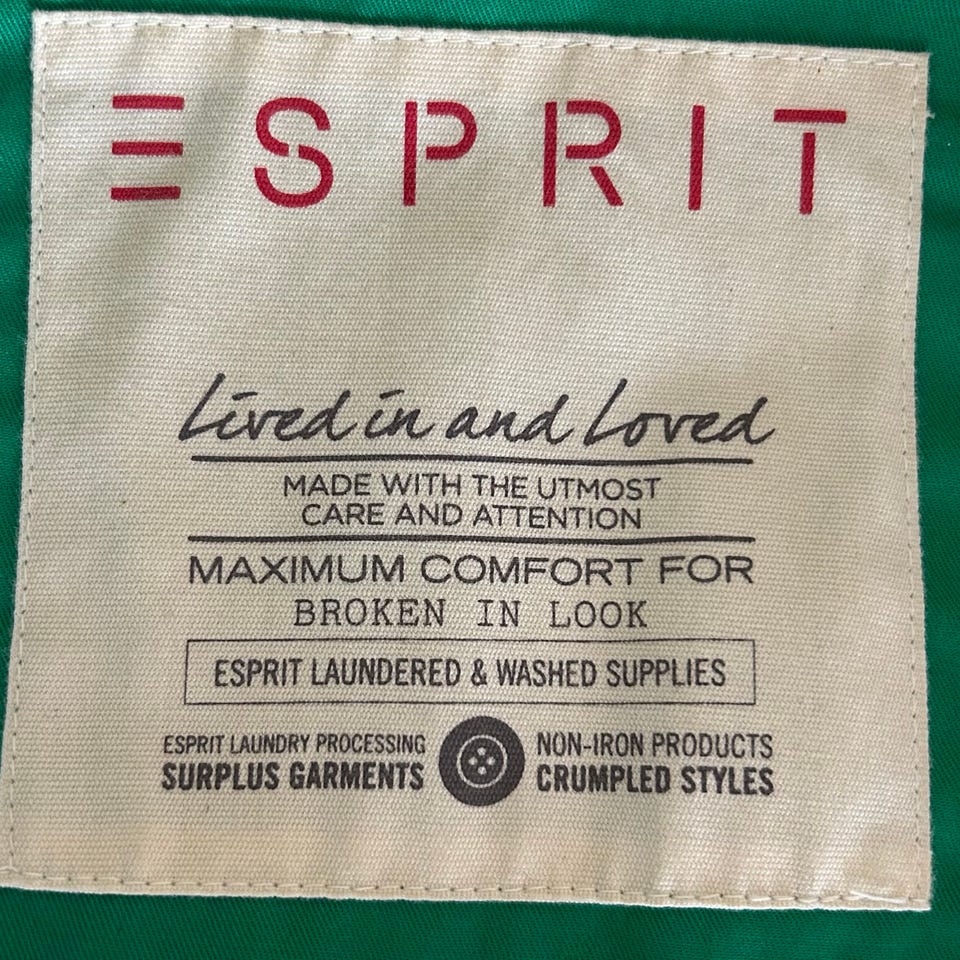 ESPRIT
Lived in and Loved
MADE WITH THE UTMOST
CARE AND ATTENTION
MAXIMUM COMFORT FOR
BROKEN IN LOOK
ESPRIT LAUNDERED & WASHED SUPPLIES
ESPRIT LAUNDRY PROCESSING
SURPLUS GARMENTS
NON-IRON PRODUCTS
CRUMPLED STYLES